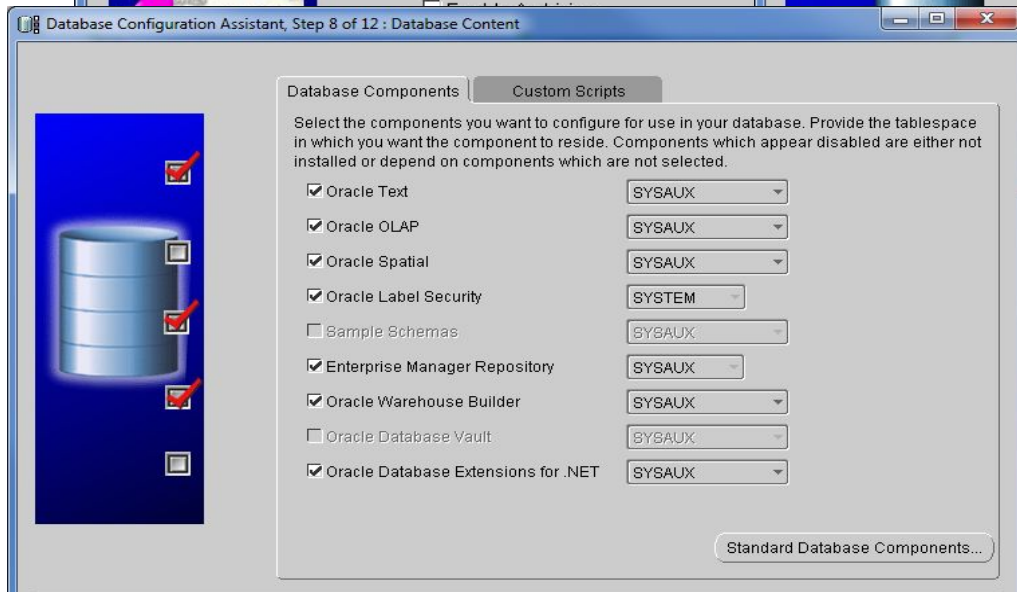 Database Configuration Assistant, Step 8 of 12 : Database Content
Database Components
Custom Scripts
Select the components you want to configure for use in your database. Provide the tablespace
in which you want the component to reside. Components which appear disabled are either not
installed or depend on components which are not selected.
Oracle Text SYSAUX
Oracle OLAP SYSAUX
Oracle Spatial SYSAUX
Oracle Label Security SYSTEM
Sample Schemas SYSAUX
Enterprise Manager Repository SYSAUX
Oracle Warehouse Builder SYSAUX
Oracle Database Vault SYSAUX
Oracle Database Extensions for .NET SYSAUX
Standard Database Components...